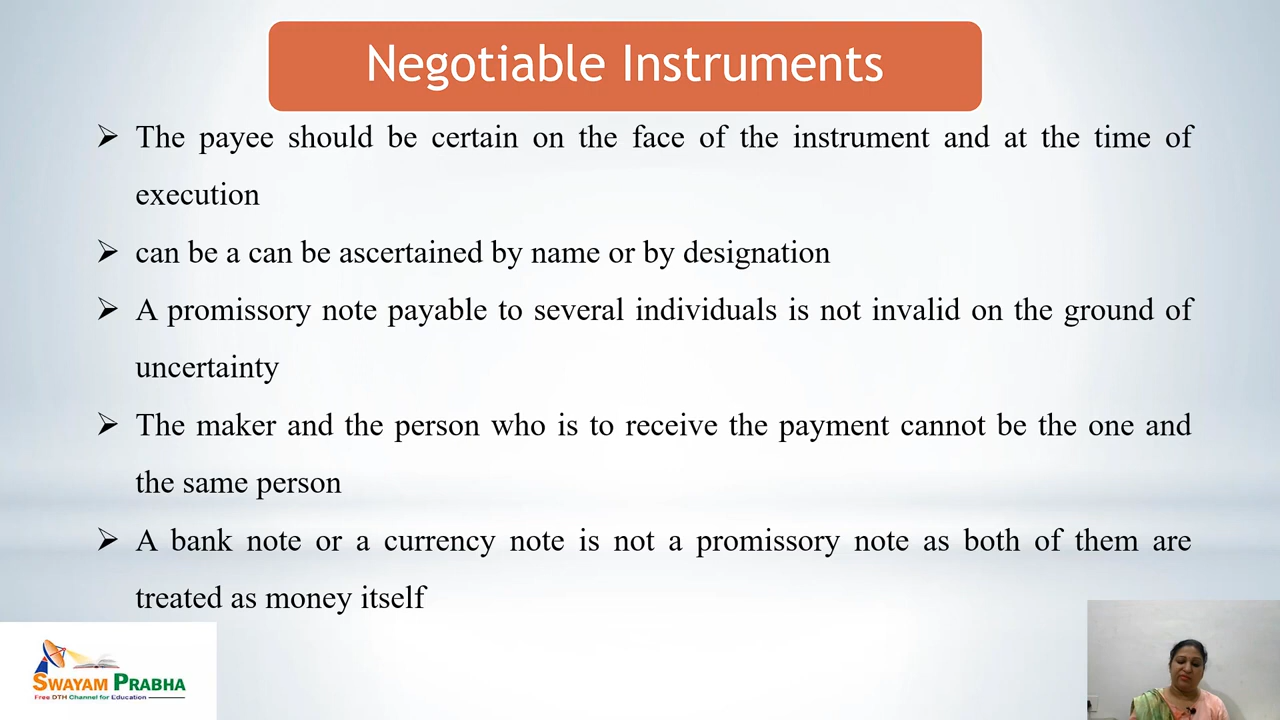 Negotiable Instruments
➢ The payee should be certain on the face of the instrument and at the time of
execution
➢ can be a can be ascertained by name or by designation
➢ A promissory note payable to several individuals is not invalid on the ground of
uncertainty
➢ The maker and the person who is to receive the payment cannot be the one and
the same person
➢ A bank note or a currency note is not a promissory note as both of them are
treated as money itself
SWAYAM PRABHA
Free DTH Channel for Education